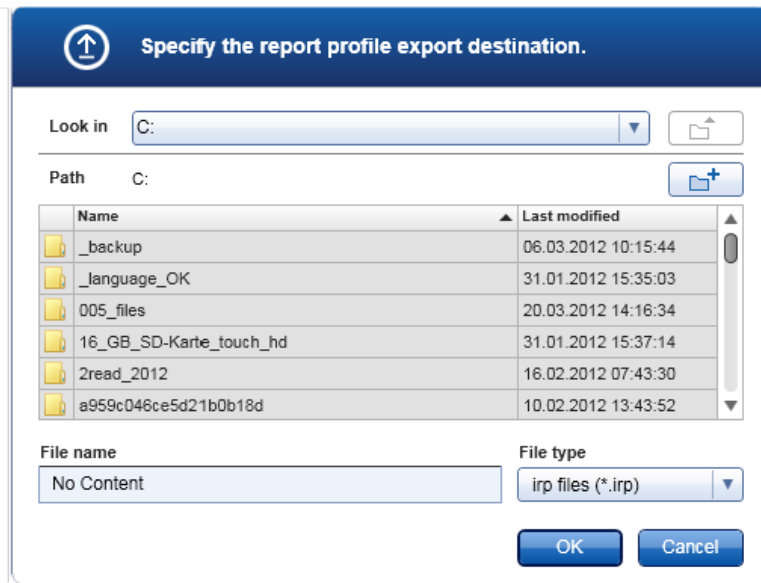 Specify the report profile export destination.
Look in C:
Path C:
Name Last modified
_backup 06.03.2012 10:15:44
_language_OK 31.01.2012 15:35:03
005_files 20.03.2012 14:16:34
16_GB_SD-Karte_touch_hd 31.01.2012 15:37:14
2read_2012 16.02.2012 07:43:30
a959c046ce5d21b0b18d 10.02.2012 13:43:52
File name File type
No Content irp files (*.irp)
OK Cancel